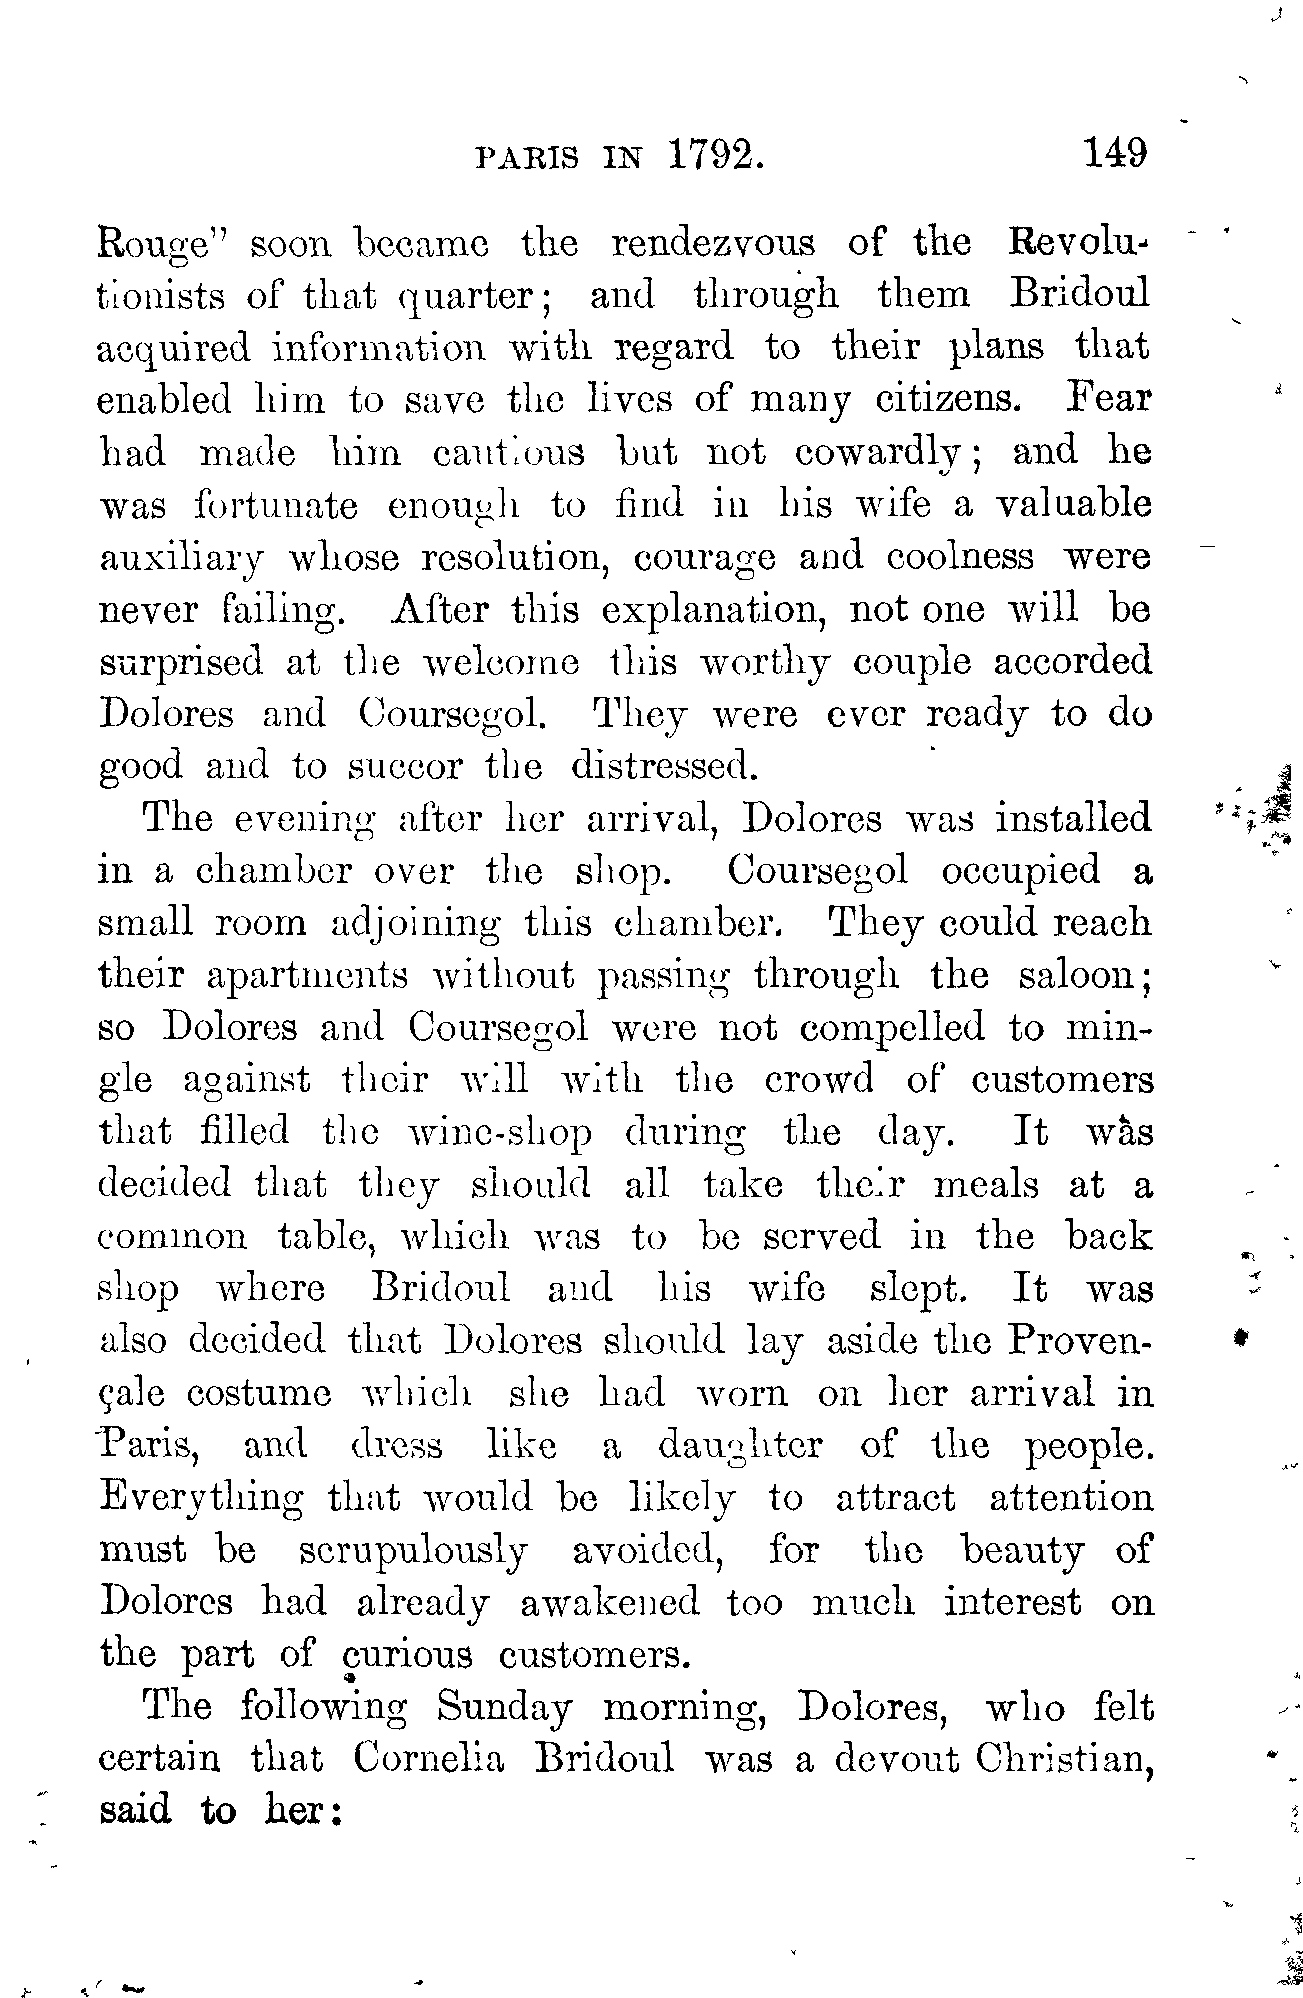 PARIS IN 1792. 149
Rouge" soon became the rendezvous of the Revolu-
tionists of that quarter; and through them Bridoul
acquired information with regard to their plans that
enabled him to save the lives of many citizens. Fear
had made him cautious but not cowardly; and he
was fortunate enough to find in his wife a valuable
auxiliary whose resolution, courage and coolness were
never failing. After this explanation, not one will be
surprised at the welcome this worthy couple accorded
Dolores and Coursegol. They were ever ready to do
good and to succor the distressed.
The evening after her arrival, Dolores was installed
in a chamber over the shop. Coursegol occupied a
small room adjoining this chamber. They could reach
their apartments without passing through the saloon;
so Dolores and Coursegol were not compelled to min-
gle against their will with the crowd of customers
that filled the wine-shop during the day. It was
decided that they should all take their meals at a
common table, which was to be served in the back
shop where Bridoul and his wife slept. It was
also decided that Dolores should lay aside the Proven-
çale costume which she had worn on her arrival in
Paris, and dress like a daughter of the people.
Everything that would be likely to attract attention
must be scrupulously avoided, for the beauty of
Dolores had already awakened too much interest on
the part of curious customers.
The following Sunday morning, Dolores, who felt
certain that Cornelia Bridoul was a devout Christian,
said to her: